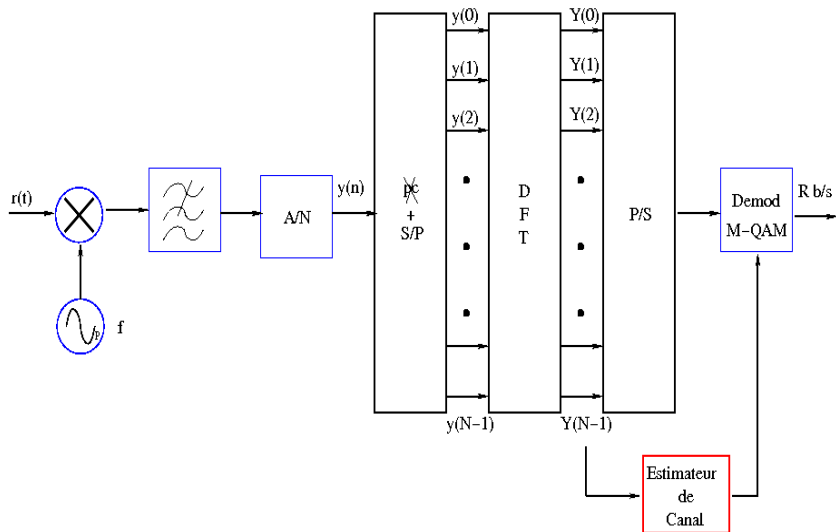 y(0)
Y(0)
y(1)
Y(1)
y(2)
Y(2)
r(t)
A/N
y(n)
pc
+
S/P
D
F
T
P/S
Demod
M-QAM
R b/s
p
f
y(N-1)
Y(N-1)
Estimateur
de
Canal